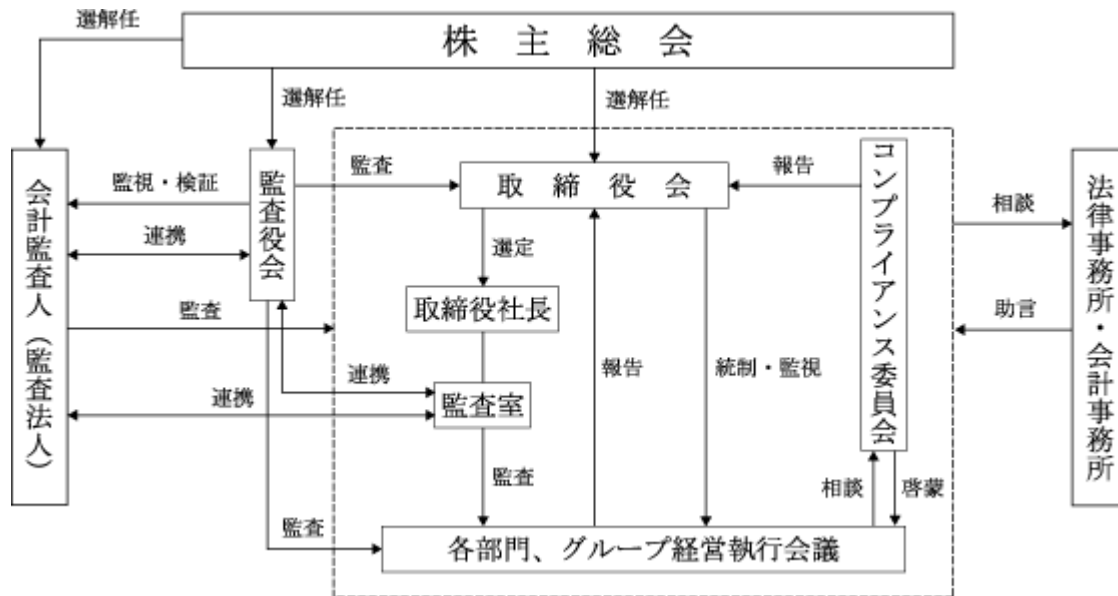 選解任
株主総会
選解任
選解任
監査
報告
取締役会
監視・検証
連携
監査役会
会計監査人（監査法人）
コンプライアンス委員会
法律事務所・会計事務所
相談
選定
取締役社長
監査
助言
連携
報告
統制・監視
連携
監査室
監査
相談
啓蒙
監査
各部門、グループ経営執行会議